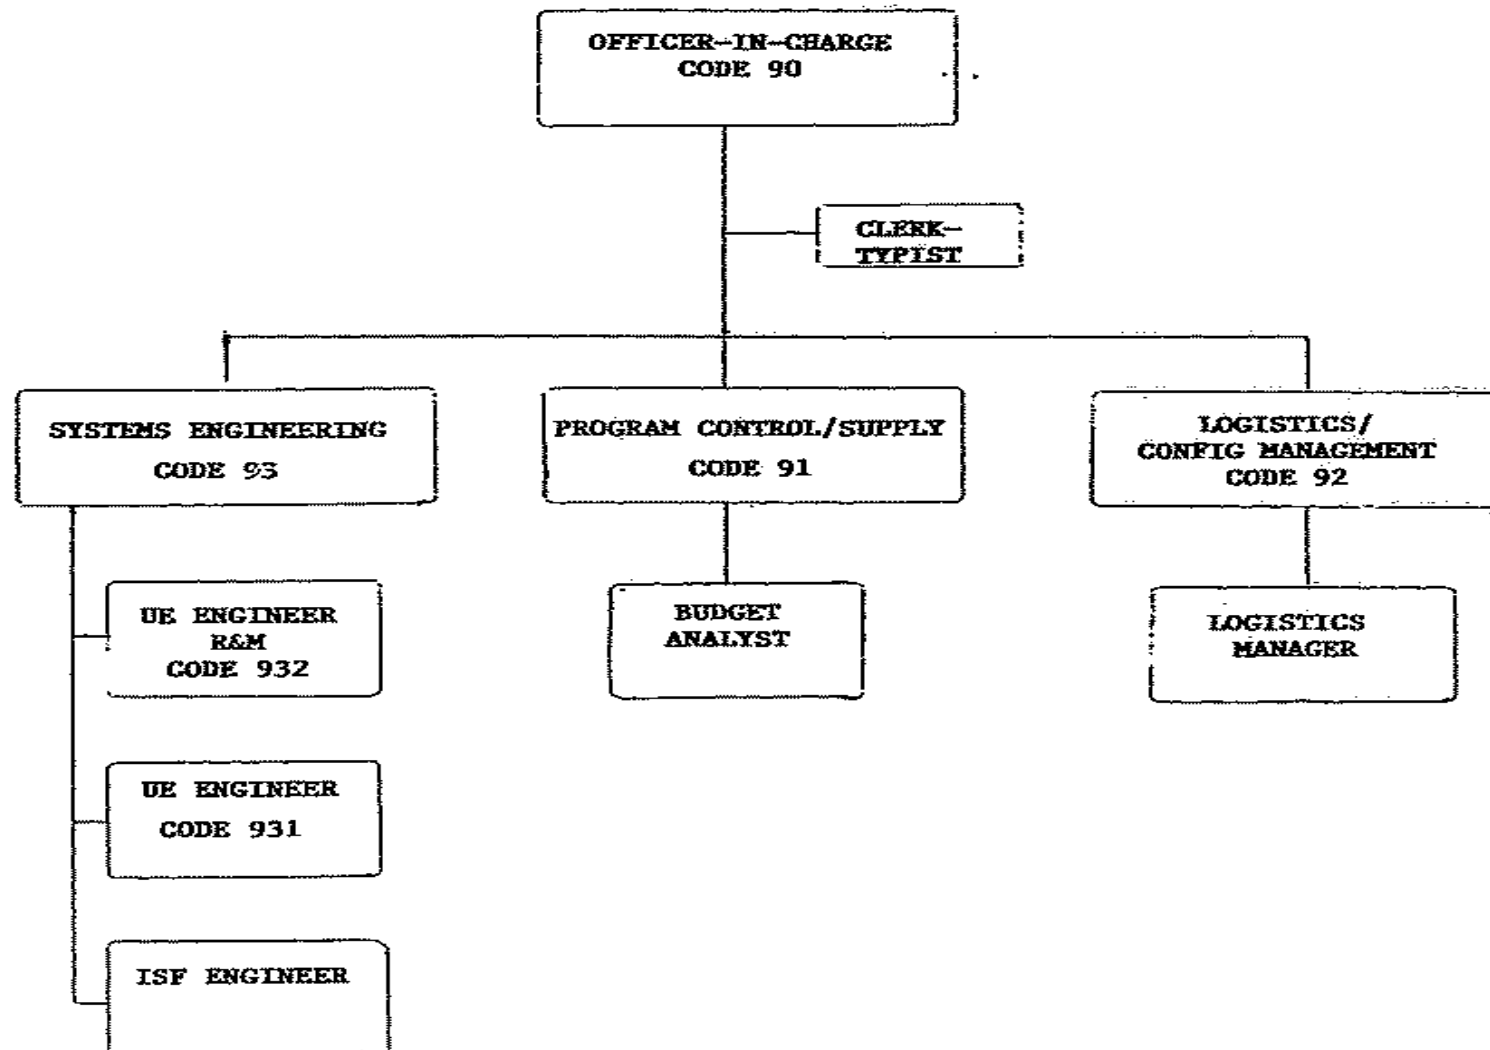 OFFICER-IN-CHARGE
CODE 90
CLERK-
TYPIST
SYSTEMS ENGINEERING
CODE 93
PROGRAM CONTROL/SUPPLY
CODE 91
LOGISTICS/
CONFIG MANAGEMENT
CODE 92
UE ENGINEER
R&M
CODE 932
BUDGET
ANALYST
LOGISTICS
MANAGER
UE ENGINEER
CODE 931
ISF ENGINEER